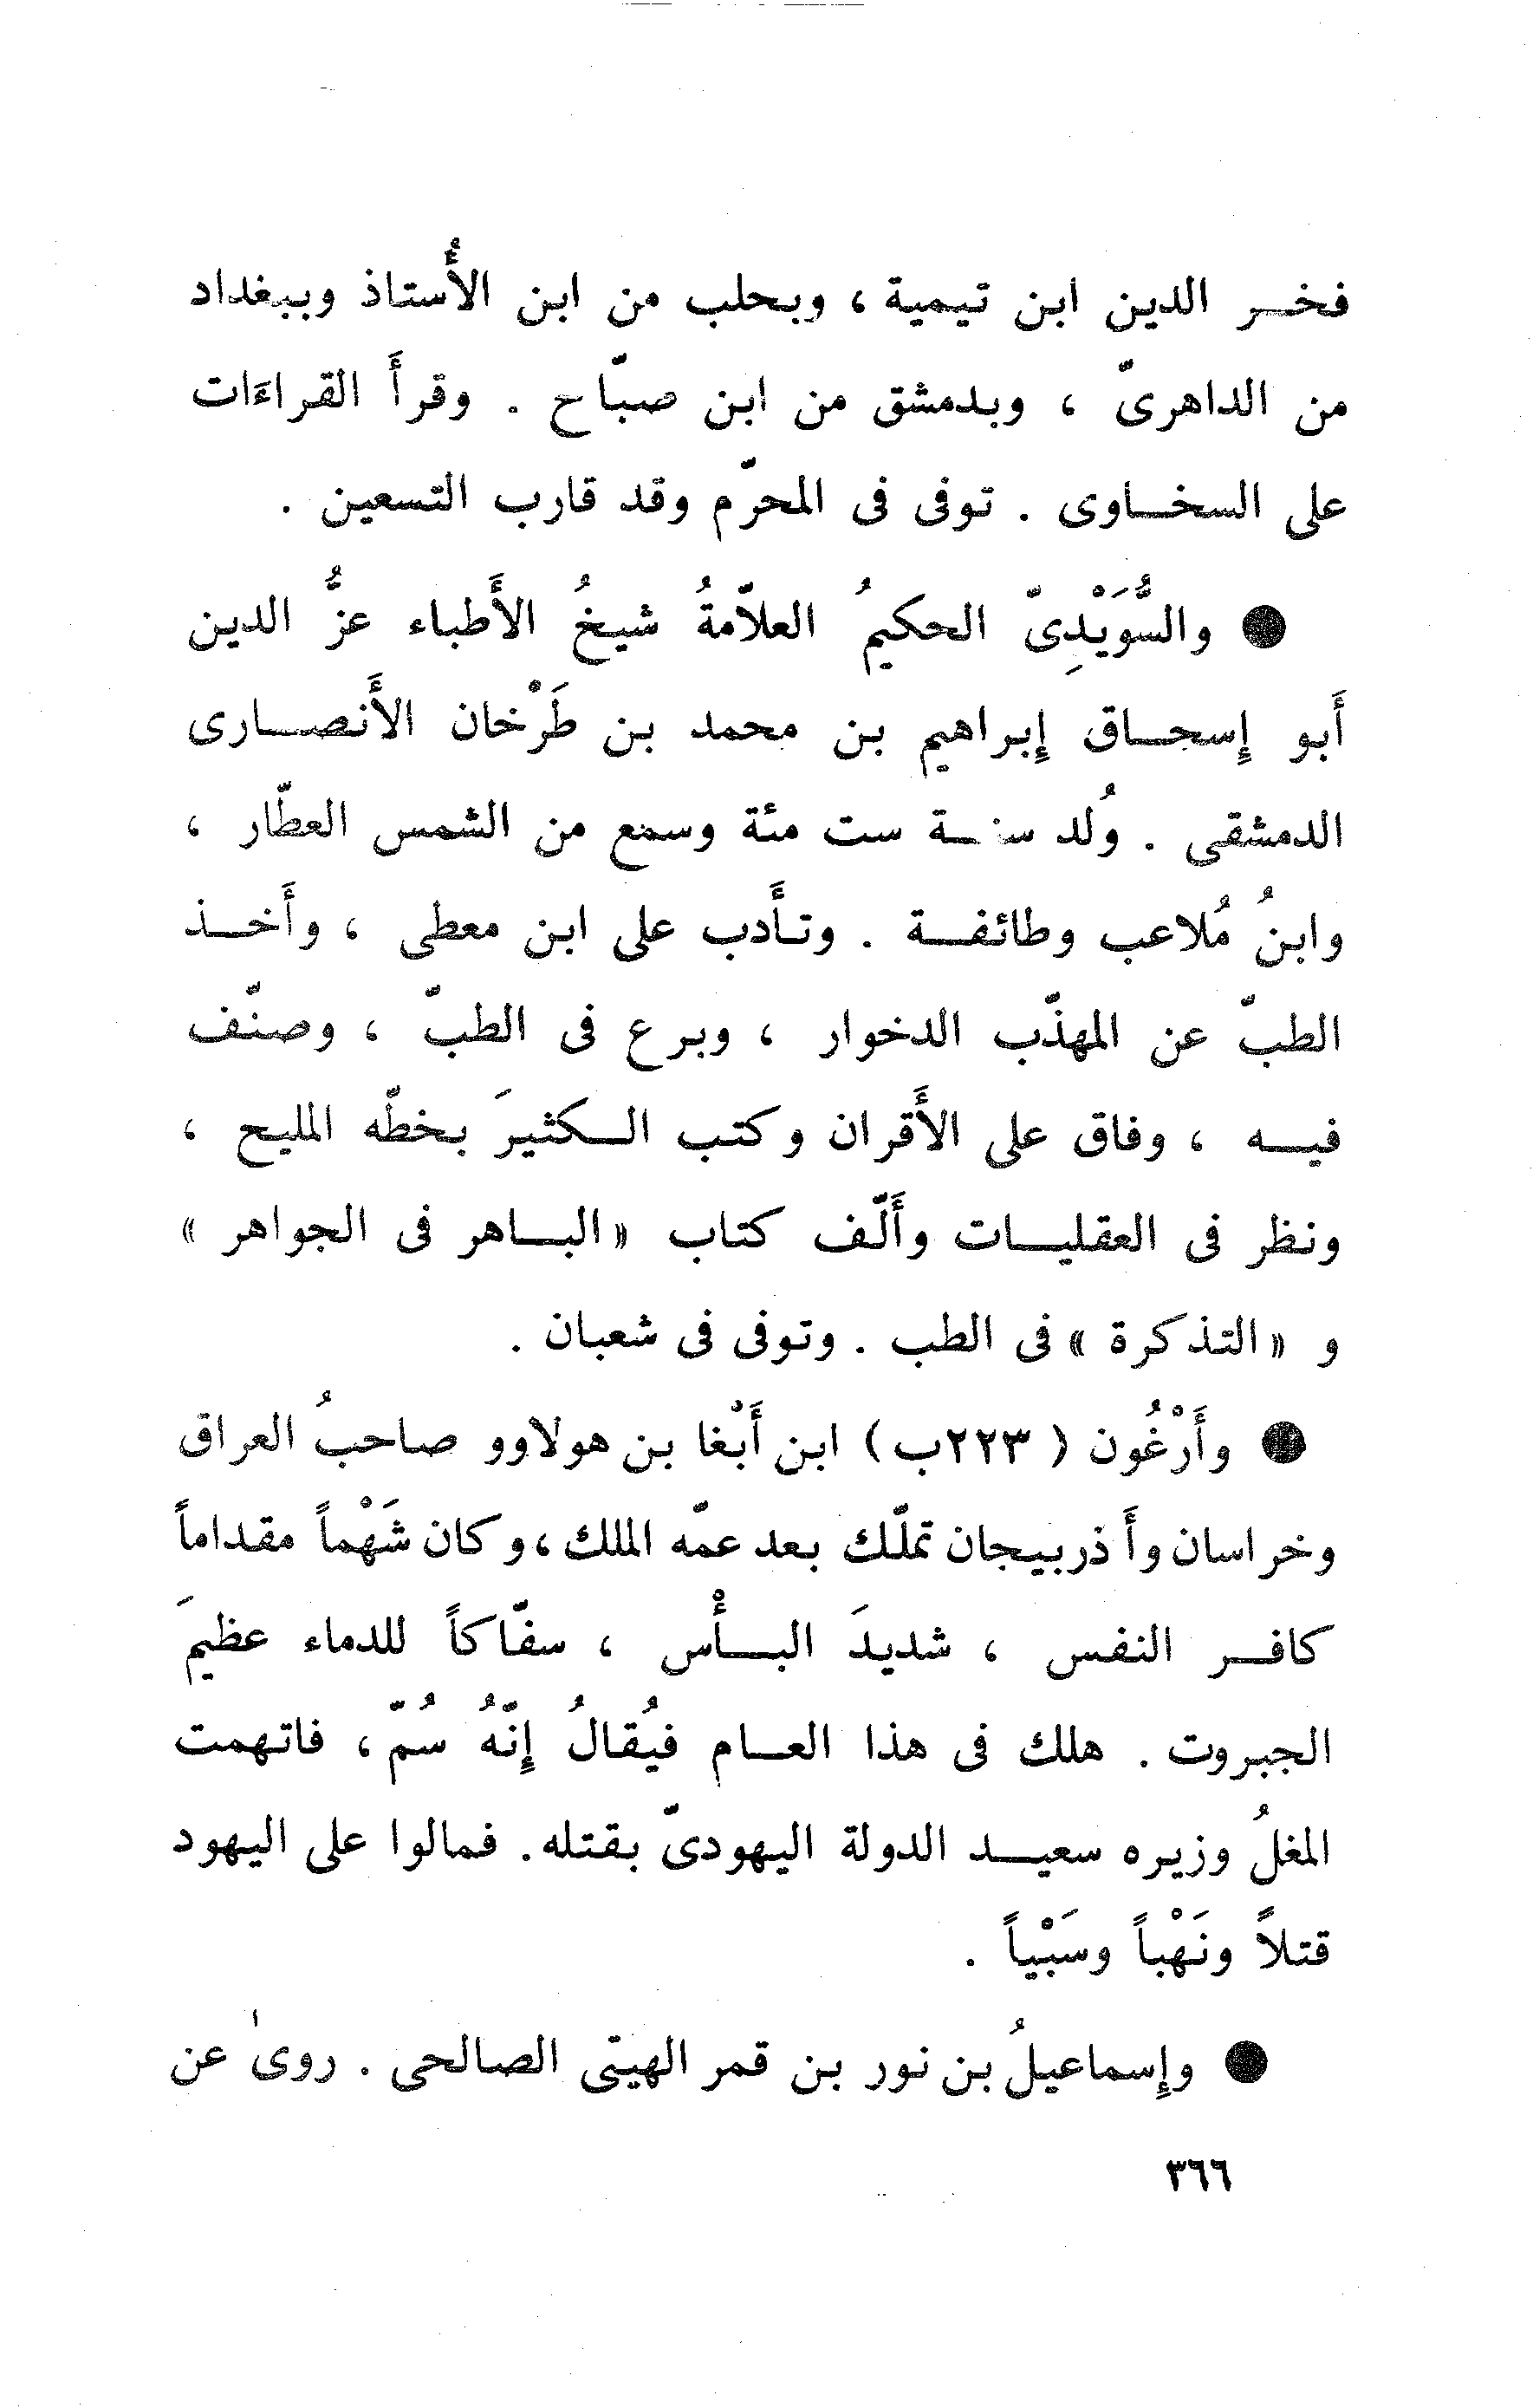 فخر الدين ابن تيمية ، وبحلب من ابن الأُستاذ وببغداد
من الداهرىّ ، وبدمشق من ابن صبّاح . وقرأَ القراءَات
على السخاوى . توفى فى المحرّم وقد قارب التسعين .
● والسُّوَيْدِىّ الحكيمُ العلاّمةُ شيخُ الأَطباء عزُّ الدين
أَبو إِسحاق إِبراهيم بن محمد بن طَرْخان الأَنصارى
الدمشقى . وُلد سنة ست مئة وسمع من الشمس العطّار ،
وابنُ مُلاعب وطائفة . وتأَدب على ابن معطى ، وأَخذ
الطبّ عن المهذّب الدخوار ، وبرع فى الطبّ ، وصنّف
فيه ، وفاق على الأَقران وكتب الكثيرَ بخطّه المليح ،
ونظر فى العقليات وأَلّف كتاب «الباهر فى الجواهر »
و « التذكرة » فى الطب . وتوفى فى شعبان .
● وأَرْغُون ( ٢٢٣ب ) ابن أَبْغا بن هولاوو صاحبُ العراق
وخراسان وأَذربيجان تملّك بعد عمّه الملك ، وكان شَهْماً مقداماً
كافر النفس ، شديدَ البأْس ، سفّاكاً للدماء عظيمَ
الجبروت . هلك فى هذا العام فيُقالُ إِنّهُ سُمّ ، فاتهمت
المغلُ وزيره سعيد الدولة اليهودىّ بقتله . فمالوا على اليهود
قتلاً ونَهْباً وسَبْياً .
● وإِسماعيلُ بن نور بن قمر الهيتى الصالحى . روىٰ عن
٣٦٦